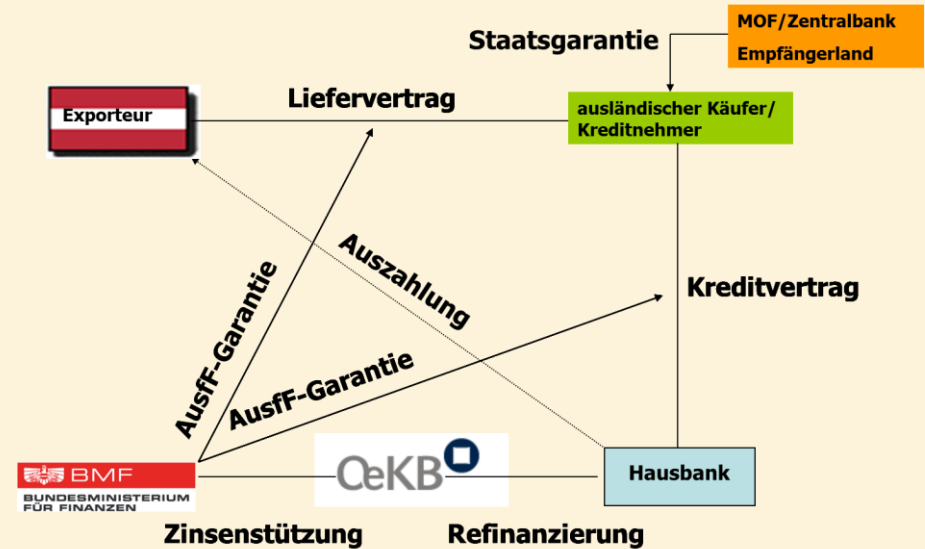 MOF/Zentralbank
Empfängerland
Staatsgarantie
Liefervertrag
Exporteur
ausländischer Käufer/
Kreditnehmer
Auszahlung
Kreditvertrag
AusfF-Garantie
AusfF-Garantie
BMF
BUNDESMINISTERIUM
FÜR FINANZEN
OeKB
Hausbank
Zinsenstützung
Refinanzierung